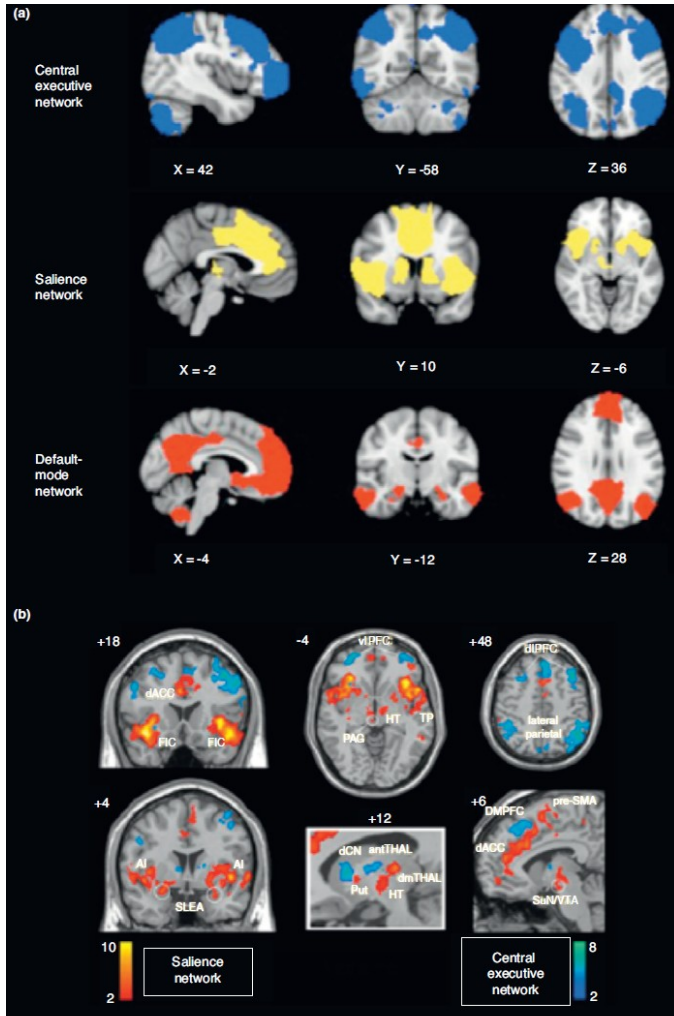 (a)
Central
executive
network
X = 42
Y = -58
Z = 36
Salience
network
X = -2
Y = 10
Z = -6
Default-
mode
network
X = -4
Y = -12
Z = 28
(b)
+18
dACC
FIC
FIC
-4
vlPFC
HT
TP
PAG
+48
dlPFC
lateral
parietal
+4
AI
AI
SLEA
+12
dCN
antTHAL
dmTHAL
Put
HT
+6
pre-SMA
DMPFC
dACC
SuN/VTA
10
2
Salience
network
Central
executive
network
8
2